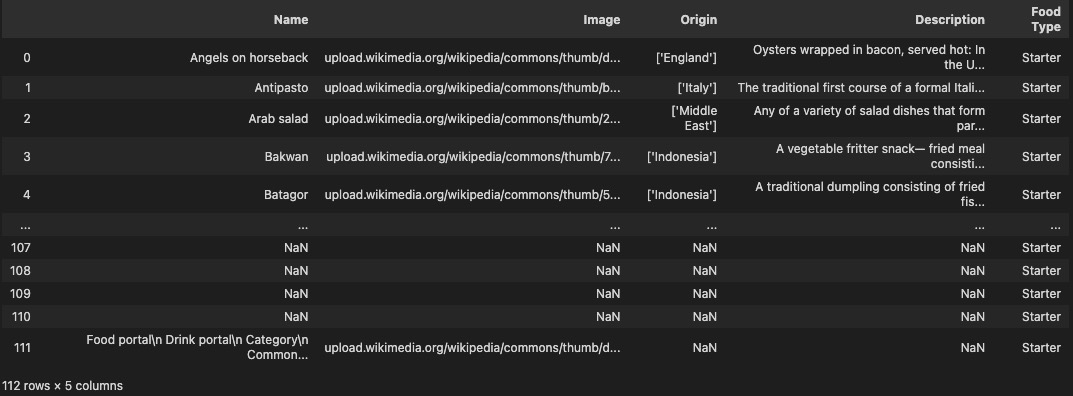 Name Image Origin Description Food
Type
0 Angels on horseback upload.wikimedia.org/wikipedia/commons/thumb/d... ['England'] Oysters wrapped in bacon, served hot: In
the U... Starter
1 Antipasto upload.wikimedia.org/wikipedia/commons/thumb/b... ['Italy'] The traditional first course of a formal Itali... Starter
2 Arab salad upload.wikimedia.org/wikipedia/commons/thumb/2... ['Middle
East'] Any of a variety of salad dishes that form
par... Starter
3 Bakwan upload.wikimedia.org/wikipedia/commons/thumb/7... ['Indonesia'] A vegetable fritter snack— fried meal
consisti... Starter
4 Batagor upload.wikimedia.org/wikipedia/commons/thumb/5... ['Indonesia'] A traditional dumpling consisting of fried
fis... Starter
... ... ... ... ... ...
107 NaN NaN NaN NaN Starter
108 NaN NaN NaN NaN Starter
109 NaN NaN NaN NaN Starter
110 NaN NaN NaN NaN Starter
111 Food portal\n Drink portal\n Category\n
Common... upload.wikimedia.org/wikipedia/commons/thumb/d... NaN NaN Starter
112 rows × 5 columns